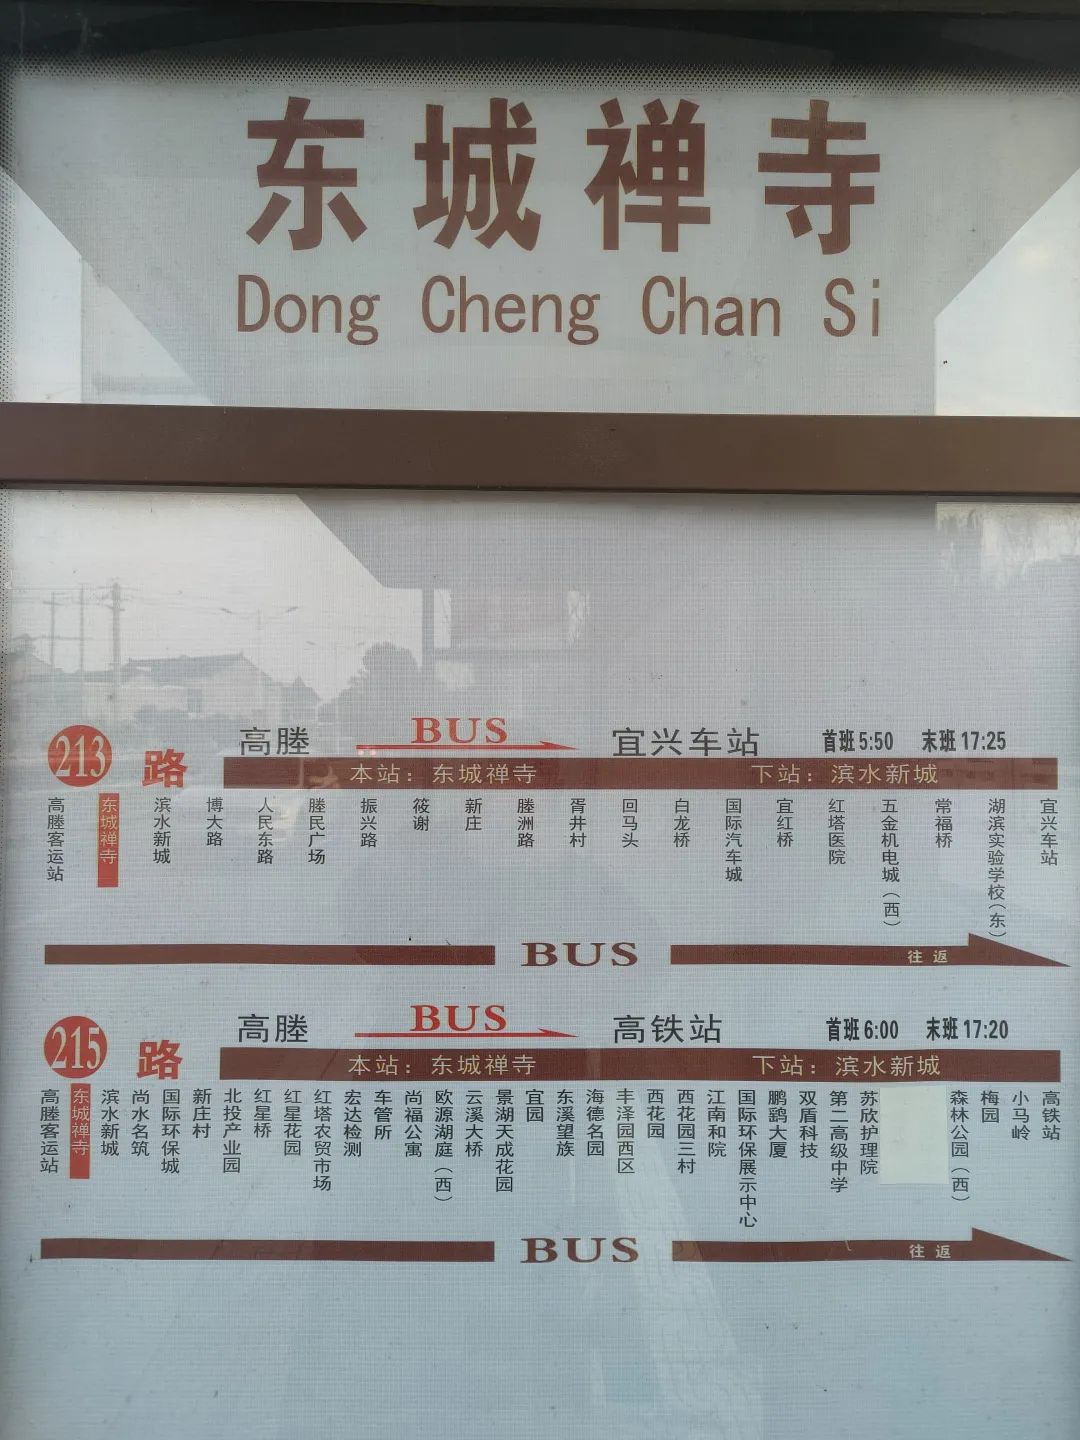 东城禅寺
Dong Cheng Chan Si
213路
高塍
BUS
宜兴车站
首班 5:50 末班 17:25
本站：东城禅寺
下站：滨水新城
高塍客运站
东城禅寺
滨水新城
博大路
人民东路
塍民广场
振兴路
筱谢
新庄
塍洲路
胥井村
回马头
白龙桥
国际汽车城
宜红桥
红塔医院
五金机电城（西）
常福桥
湖滨实验学校（东）
宜兴车站
BUS
往返
215路
高塍
BUS
高铁站
首班 6:00 末班 17:20
本站：东城禅寺
下站：滨水新城
高塍客运站
东城禅寺
滨水新城
尚水名筑
国际环保城
新庄村
北投产业园
红星桥
红星花园
红塔农贸市场
宏达检测
车管所
尚福公寓
欧源湖庭（西）
云溪大桥
景湖天成花园
宜园
东溪望族
海德名园
丰泽园西区
西花园
西花园三村
江南和院
国际环保展示中心
鹏鹞大厦
双盾科技
第二高级中学
苏欣护理院
森林公园（西）
梅园
小马岭
高铁站
BUS
往返